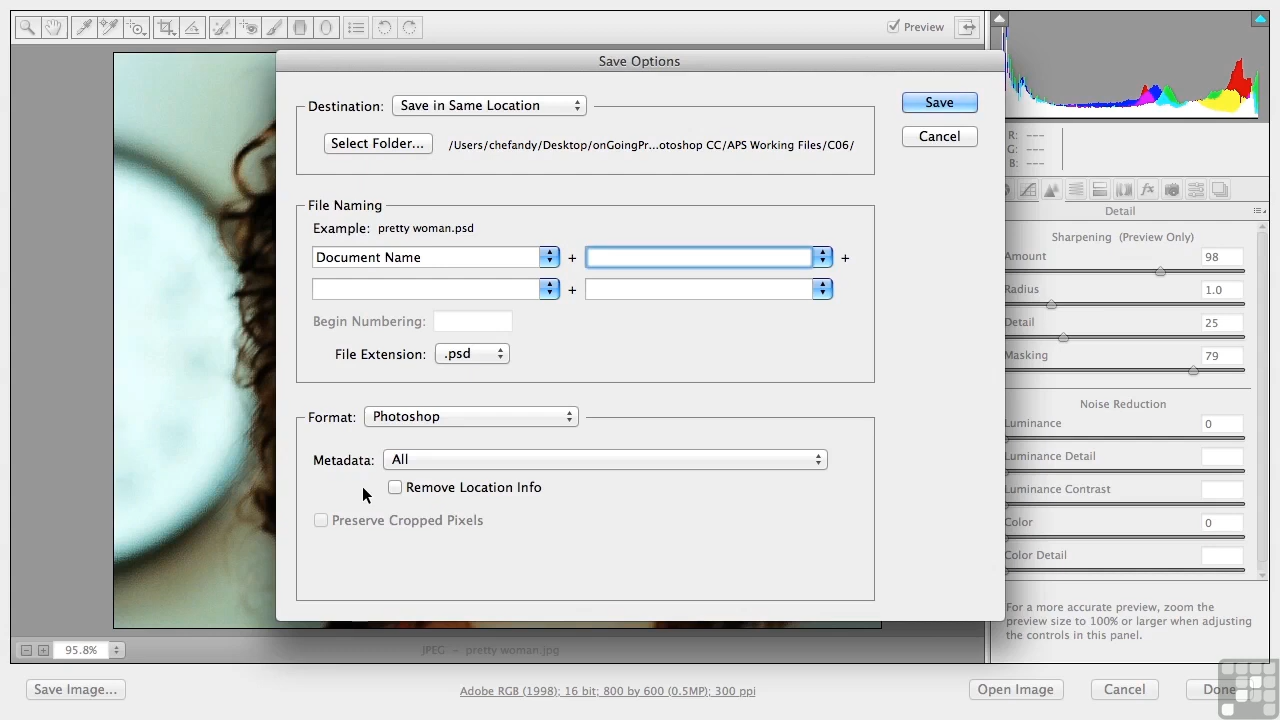 Preview
Save Options
Destination: Save in Same Location
Save
Select Folder... /Users/chefandy/Desktop/onGoingPr...otoshop CC/APS Working Files/C06/
Cancel
R: ---
G: ---
B: ---
File Naming
Example: pretty woman.psd
Document Name + +
+
Begin Numbering:
File Extension: .psd
Format: Photoshop
Metadata: All
Remove Location Info
Preserve Cropped Pixels
Detail
Sharpening (Preview Only)
Amount 98
Radius 1.0
Detail 25
Masking 79
Noise Reduction
Luminance 0
Luminance Detail
Luminance Contrast
Color 0
Color Detail
For a more accurate preview, zoom the
preview size to 100% or larger when adjusting
the controls in this panel.
95.8%
JPEG - pretty woman.jpg
Save Image...
Adobe RGB (1998); 16 bit; 800 by 600 (0.5MP); 300 ppi
Open Image
Cancel
Done